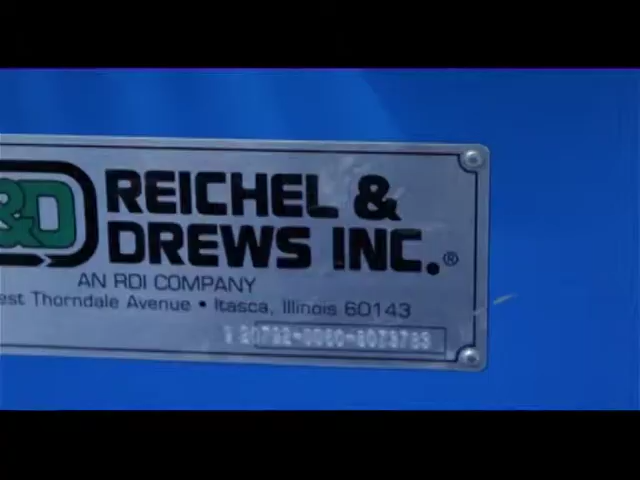 &D
REICHEL &
DREWS INC.®
AN RDI COMPANY
est Thorndale Avenue • Itasca, Illinois 60143